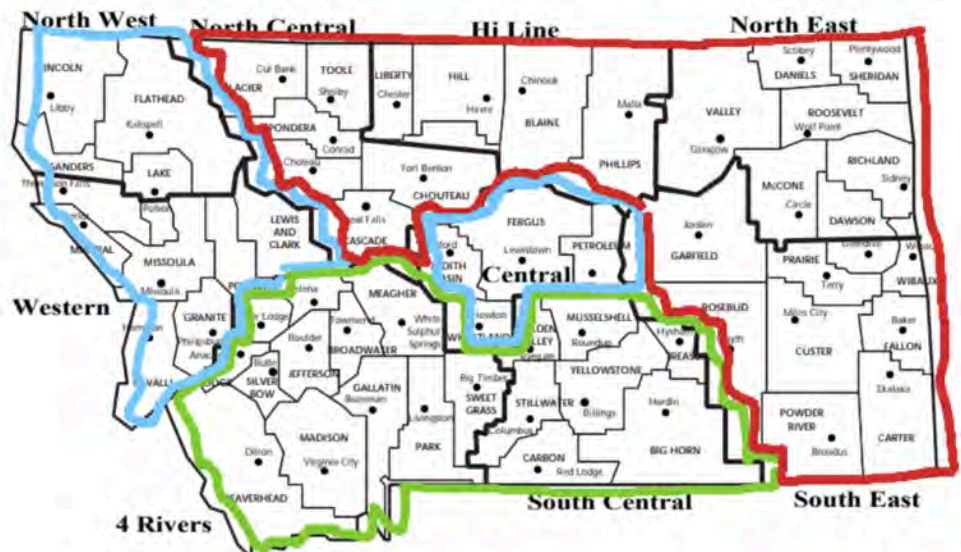 North West
North Central
Hi Line
North East
LINCOLN
Libby
FLATHEAD
Kalispell
GLACIER
Cut Bank
TOOLE
Shelby
LIBERTY
Chester
HILL
Havre
Chinook
BLAINE
Malta
PHILLIPS
VALLEY
Glasgow
Scobey
DANIELS
Plentywood
SHERIDAN
ROOSEVELT
Wolf Point
RICHLAND
Sidney
PONDERA
Conrad
Choteau
Fort Benton
CHOUTEAU
SANDERS
LAKE
Polson
MISSOULA
Missoula
LEWIS
AND
CLARK
CASCADE
FERGUS
Lewistown
PETROLEUM
Central
Jordan
GARFIELD
McCONE
Circle
DAWSON
PRAIRIE
Terry
WIBAUX
Western
GRANITE
MEAGHER
White
Sulphur
Springs
Townsend
BROADWATER
Boulder
JEFFERSON
SILVER
BOW
GALLATIN
Bozeman
MADISON
Virginia City
Dillon
Livingston
PARK
Big Timber
SWEET
GRASS
MUSSELSHELL
Roundup
YELLOWSTONE
Billings
STILLWATER
Columbus
CARBON
Red Lodge
Hysham
Hardin
BIG HORN
ROSEBUD
Miles City
CUSTER
Baker
FALLON
Ekalaka
POWDER
RIVER
Broadus
CARTER
4 Rivers
South Central
South East